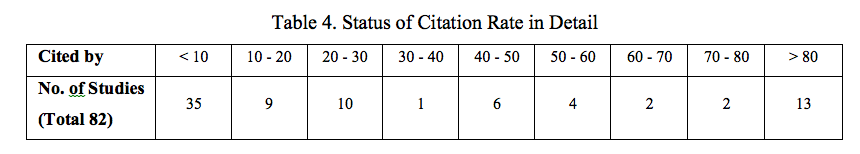 Table 4. Status of Citation Rate in Detail
Cited by < 10 10 - 20 20 - 30 30 - 40 40 - 50 50 - 60 60 - 70 70 - 80 > 80
No. of Studies
(Total 82) 35 9 10 1 6 4 2 2 13